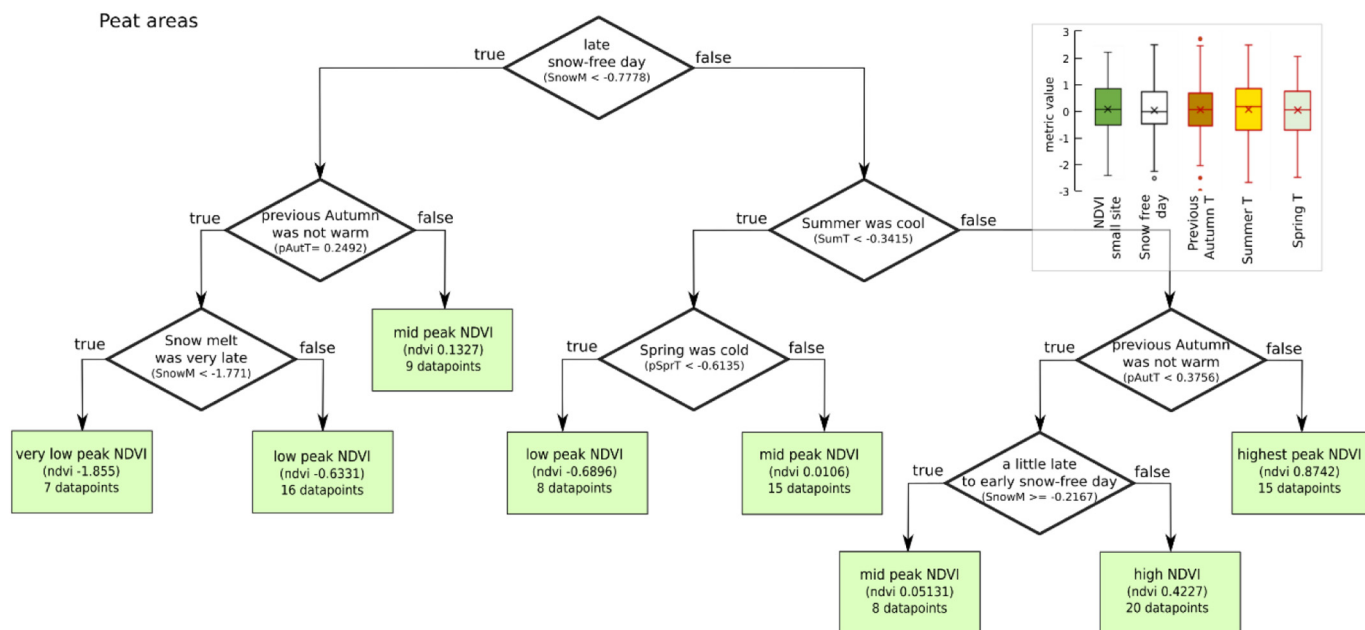 Peat areas
late
snow-free day
(SnowM < -0.7778)
true
false
previous Autumn
was not warm
(pAutT= 0.2492)
true
false
Summer was cool
(SumT < -0.3415)
true
false
Snow melt
was very late
(SnowM < -1.771)
true
false
mid peak NDVI
(ndvi 0.1327)
9 datapoints
Spring was cold
(pSprT < -0.6135)
true
false
previous Autumn
was not warm
(pAutT < 0.3756)
true
false
very low peak NDVI
(ndvi -1.855)
7 datapoints
low peak NDVI
(ndvi -0.6331)
16 datapoints
low peak NDVI
(ndvi -0.6896)
8 datapoints
mid peak NDVI
(ndvi 0.0106)
15 datapoints
a little late
to early snow-free day
(SnowM >= -0.2167)
true
false
highest peak NDVI
(ndvi 0.8742)
15 datapoints
mid peak NDVI
(ndvi 0.05131)
8 datapoints
high NDVI
(ndvi 0.4227)
20 datapoints
metric value
3
2
1
0
-1
-2
-3
NDVI
small site
Snow free
day
Previous
Autumn T
Summer T
Spring T